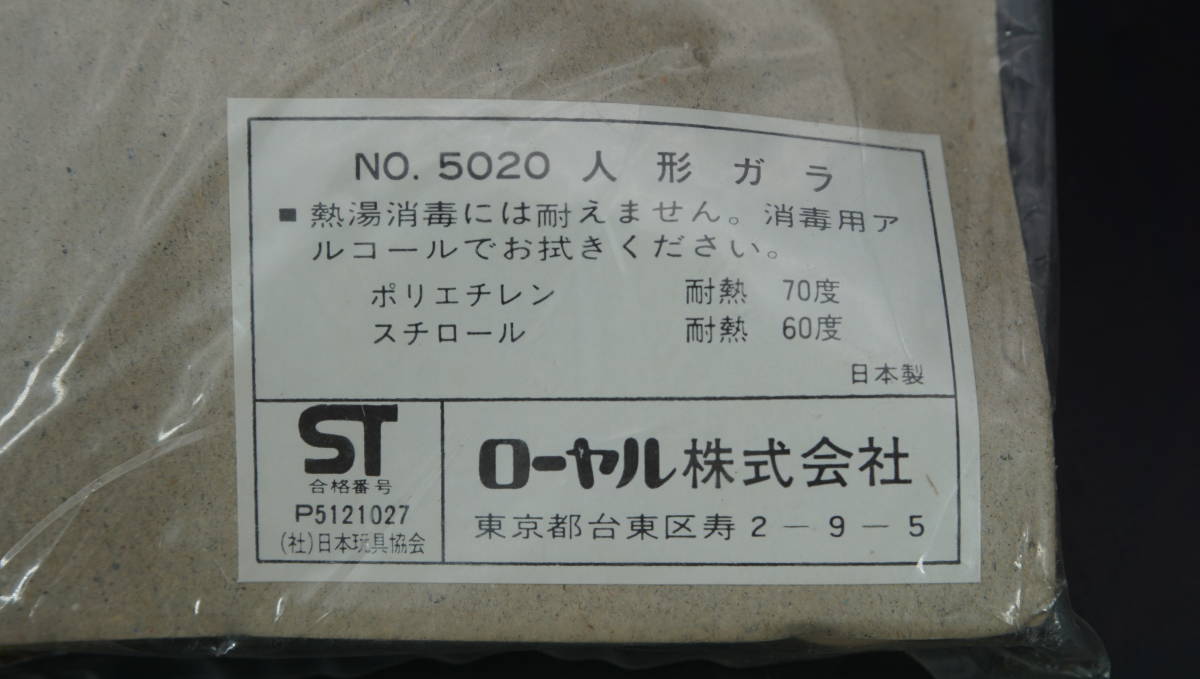 NO. 5020 人形ガラ
■ 熱湯消毒には耐えません。消毒用ア
ルコールでお拭きください。
ポリエチレン 耐熱 70度
スチロール 耐熱 60度
日本製
ST
合格番号
P5121027
(社)日本玩具協会
ローヤル株式会社
東京都台東区寿2-9-5